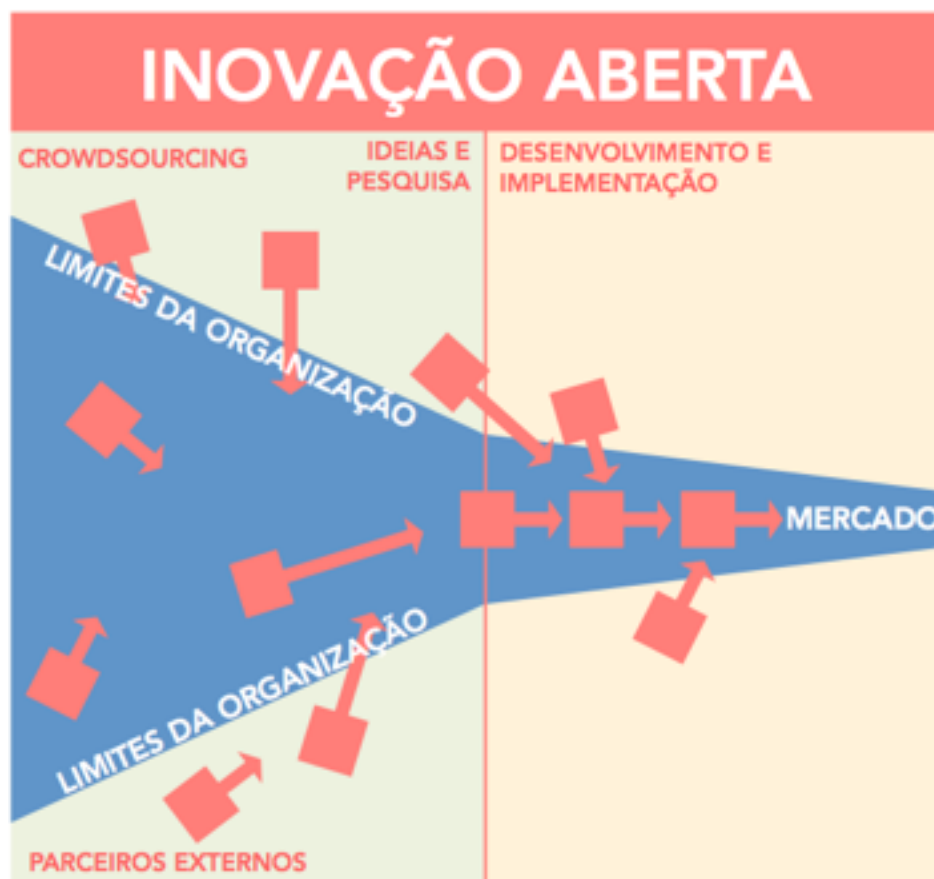 INOVAÇÃO ABERTA
CROWDSOURCING
IDEIAS E
PESQUISA
DESENVOLVIMENTO E
IMPLEMENTAÇÃO
LIMITES DA ORGANIZAÇÃO
MERCADO
LIMITES DA ORGANIZAÇÃO
PARCEIROS EXTERNOS